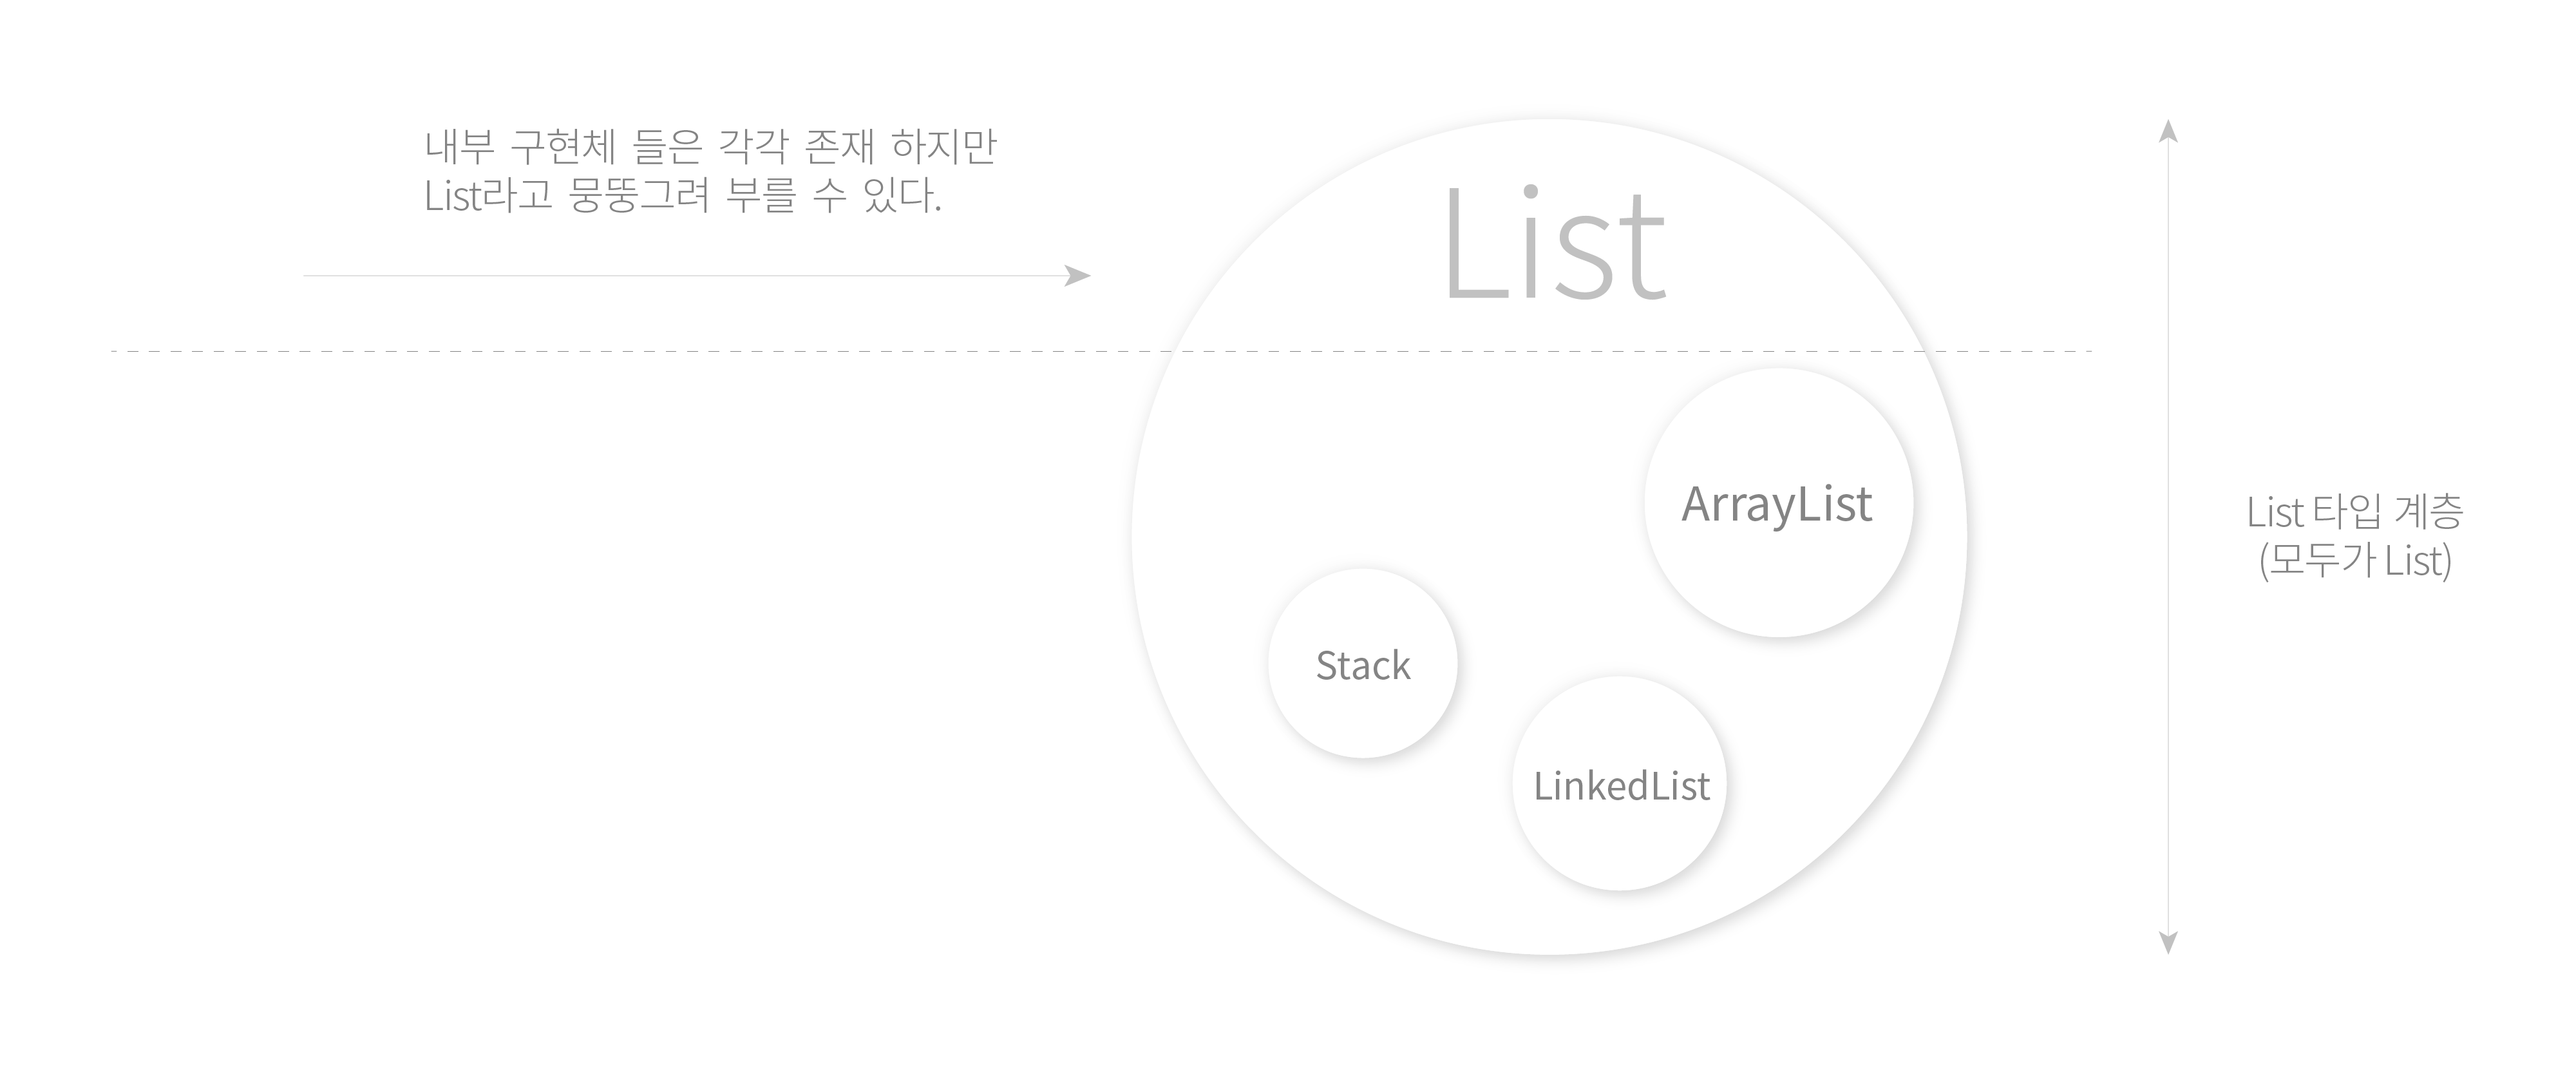 내부 구현체 들은 각각 존재 하지만
List라고 뭉뚱그려 부를 수 있다.
List
ArrayList
Stack
LinkedList
List 타입 계층
(모두가 List)